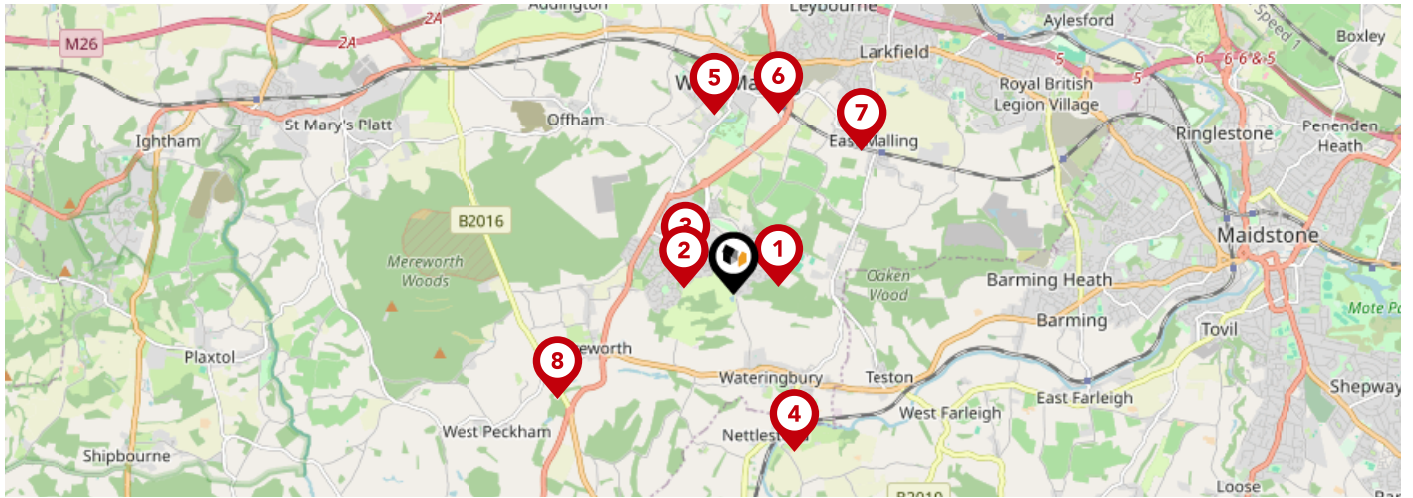 Addington
2A
Leybourne
Aylesford
Speed 1
Boxley
M26
2A
Larkfield
5
6
6-6 & 5
5
5
6
Royal British
Legion Village
7
Offham
St Mary's Platt
Ightham
East Malling
Ringlestone
Penenden
Heath
B2016
3
2
1
Maidstone
Mereworth
Woods
Oaken
Wood
Barming Heath
Barming
Tovil
Plaxtol
8
Wateringbury
Teston
East Farleigh
Shepway
4
West Farleigh
West Peckham
Shipbourne
Loose